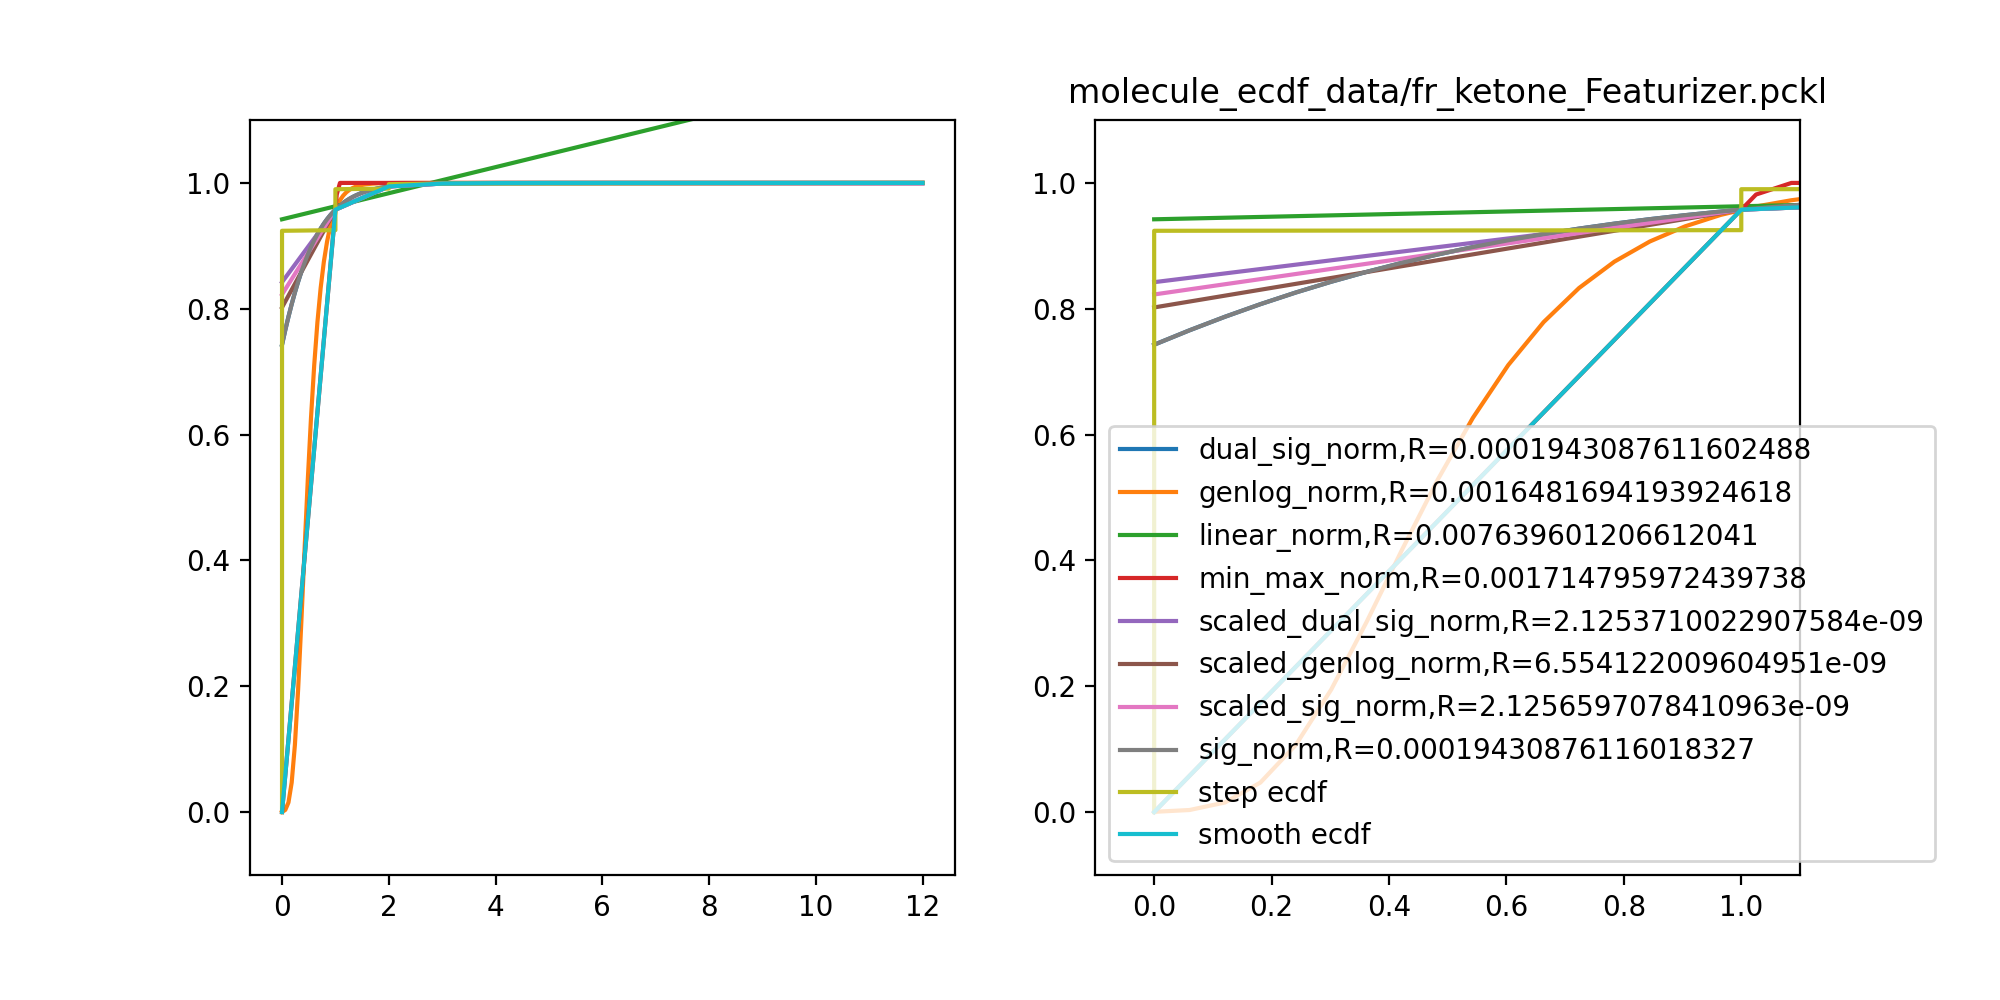 molecule_ecdf_data/fr_ketone_Featurizer.pckl
1.0
0.8
0.6
0.4
0.2
0.0
0 2 4 6 8 10 12
1.0
0.8
0.6
0.4
0.2
0.0
0.0 0.2 0.4 0.6 0.8 1.0
dual_sig_norm,R=0.0001943087611602488
genlog_norm,R=0.0016481694193924618
linear_norm,R=0.007639601206612041
min_max_norm,R=0.001714795972439738
scaled_dual_sig_norm,R=2.1253710022907584e-09
scaled_genlog_norm,R=6.554122009604951e-09
scaled_sig_norm,R=2.1256597078410963e-09
sig_norm,R=0.00019430876116018327
step ecdf
smooth ecdf